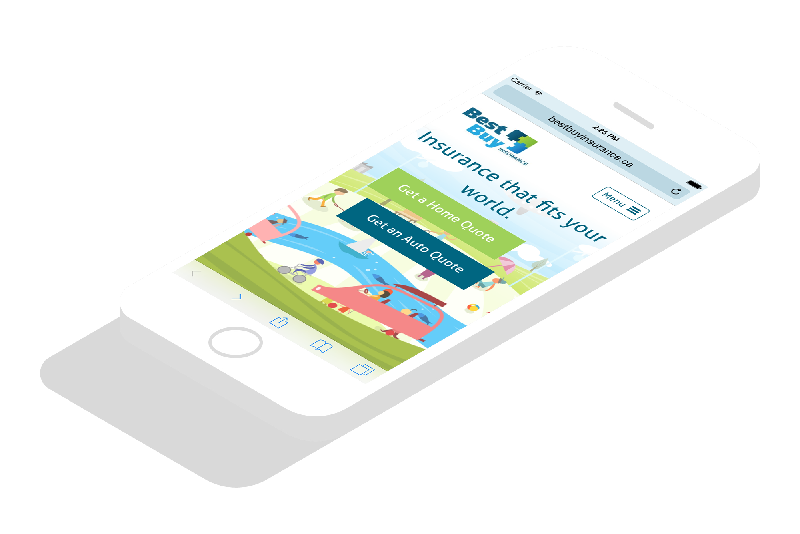 Carrier
2:45 PM
bestbuyinsurance.ca
Best
Buy
INSURANCE
Menu
Insurance that fits your
world.
Get a Home Quote
Get an Auto Quote